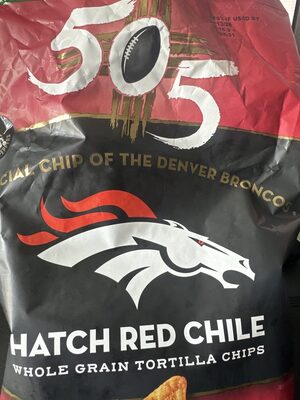 505
CIAL CHIP OF THE DENVER BRONCOS
HATCH RED CHILE
WHOLE GRAIN TORTILLA CHIPS